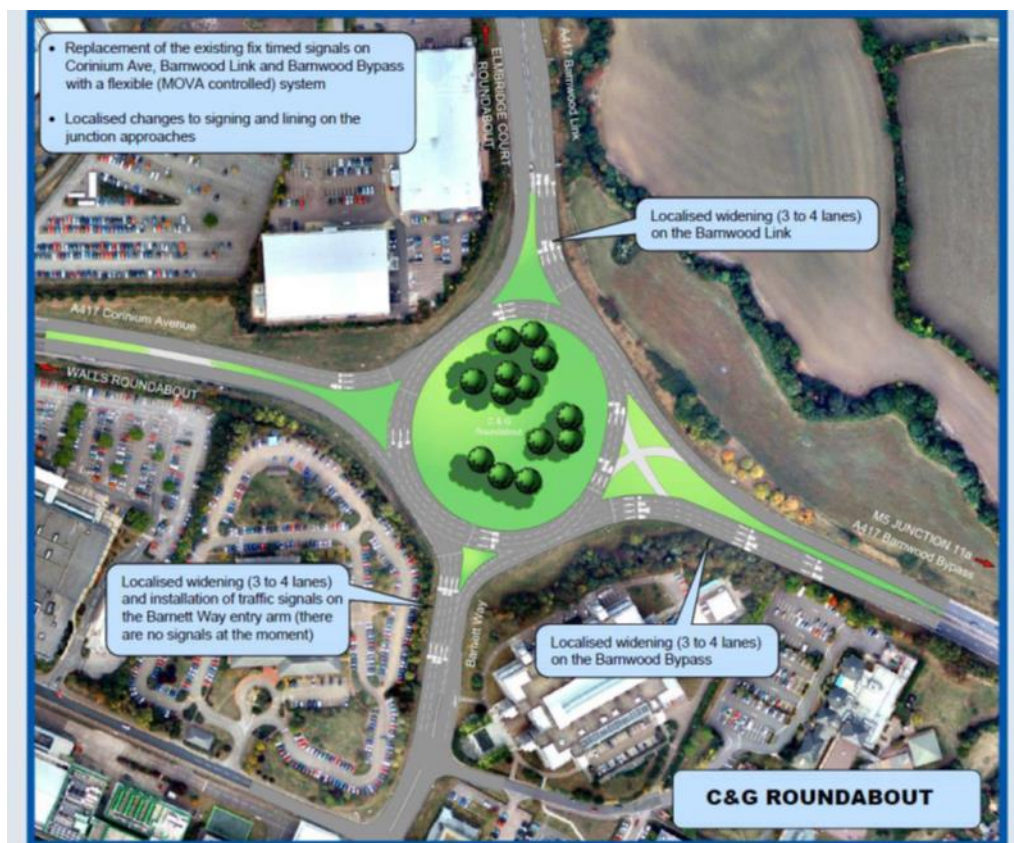 • Replacement of the existing fix timed signals on
Corinium Ave, Barnwood Link and Barnwood Bypass
with a flexible (MOVA controlled) system
• Localised changes to signing and lining on the
junction approaches
ELMBRIDGE COURT
ROUNDABOUT
A417 Barnwood Link
Localised widening (3 to 4 lanes)
on the Barnwood Link
A417 Corinium Avenue
WALLS ROUNDABOUT
C & G
Roundabout
M5 JUNCTION 11a
A417 Barnwood Bypass
Localised widening (3 to 4 lanes)
and installation of traffic signals on
the Barnett Way entry arm (there
are no signals at the moment)
Barnett Way
Localised widening (3 to 4 lanes)
on the Barnwood Bypass
C&G ROUNDABOUT